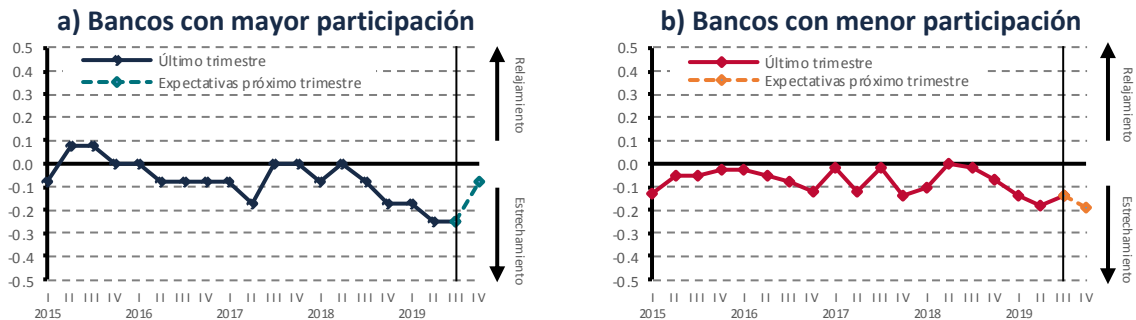 a) Bancos con mayor participación
0.5
0.4
0.3
0.2
0.1
0.0
-0.1
-0.2
-0.3
-0.4
-0.5
Último trimestre
Expectativas próximo trimestre
Relajamiento
Estrechamiento
I II III IV I II III IV I II III IV I II III IV I II III IV
2015 2016 2017 2018 2019
b) Bancos con menor participación
0.5
0.4
0.3
0.2
0.1
0.0
-0.1
-0.2
-0.3
-0.4
-0.5
Último trimestre
Expectativas próximo trimestre
Relajamiento
Estrechamiento
I II III IV I II III IV I II III IV I II III IV I II III IV
2015 2016 2017 2018 2019